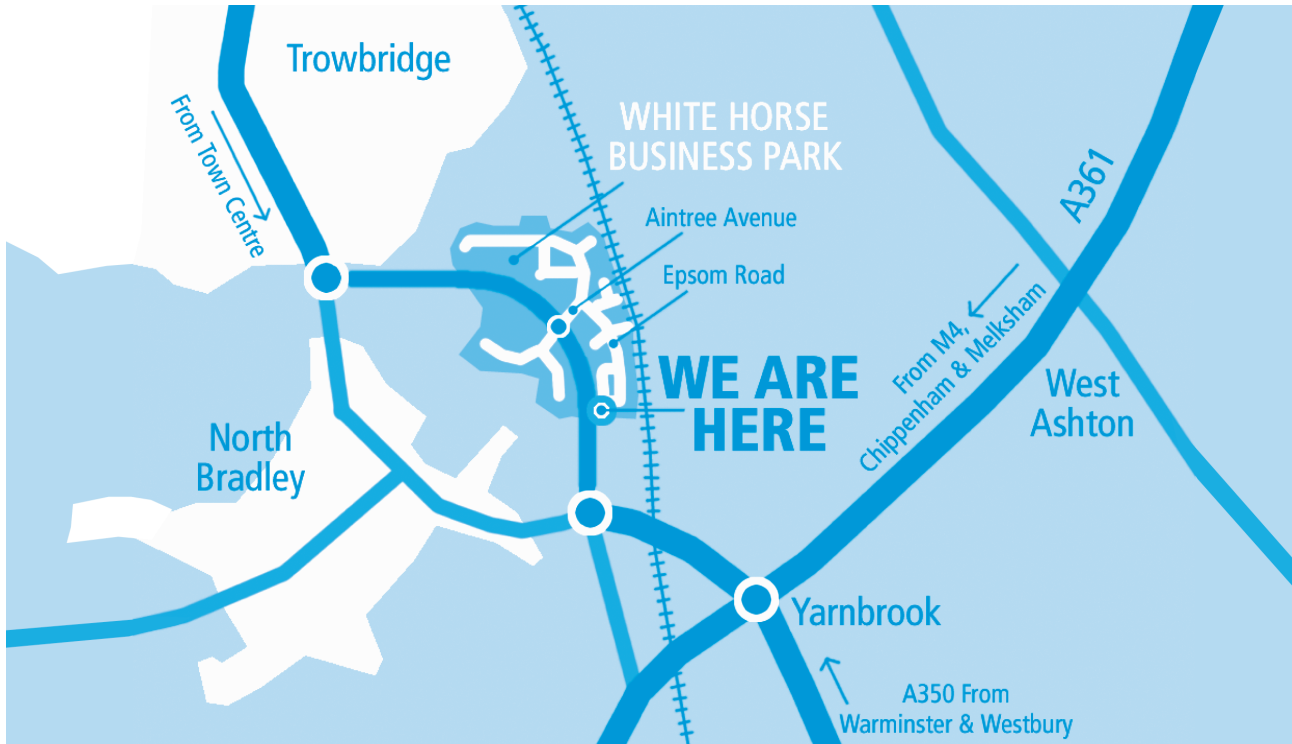 Trowbridge
From Town Centre
WHITE HORSE
BUSINESS PARK
Aintree Avenue
Epsom Road
A361
From M4,
Chippenham & Melksham
WE ARE
HERE
West
Ashton
North
Bradley
Yarnbrook
A350 From
Warminster & Westbury